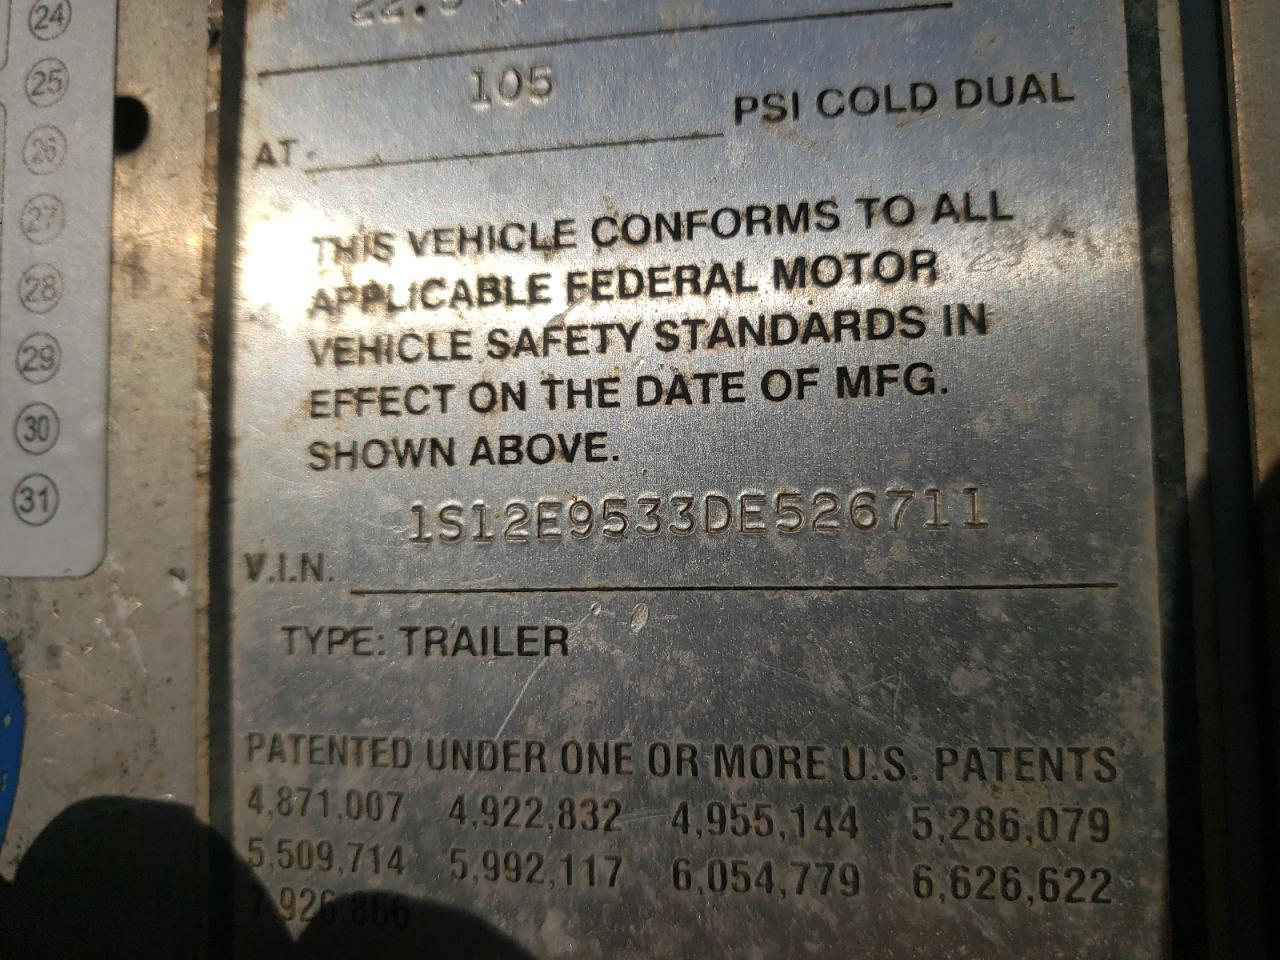 24
25
26
27
28
29
30
31
105
AT PSI COLD DUAL
THIS VEHICLE CONFORMS TO ALL
APPLICABLE FEDERAL MOTOR
VEHICLE SAFETY STANDARDS IN
EFFECT ON THE DATE OF MFG.
SHOWN ABOVE.
1S12E9533DE526711
V.I.N.
TYPE: TRAILER
PATENTED UNDER ONE OR MORE U.S. PATENTS
4,871,007 4,922,832 4,955,144 5,286,079
5,509,714 5,992,117 6,054,779 6,626,622
7,926,866